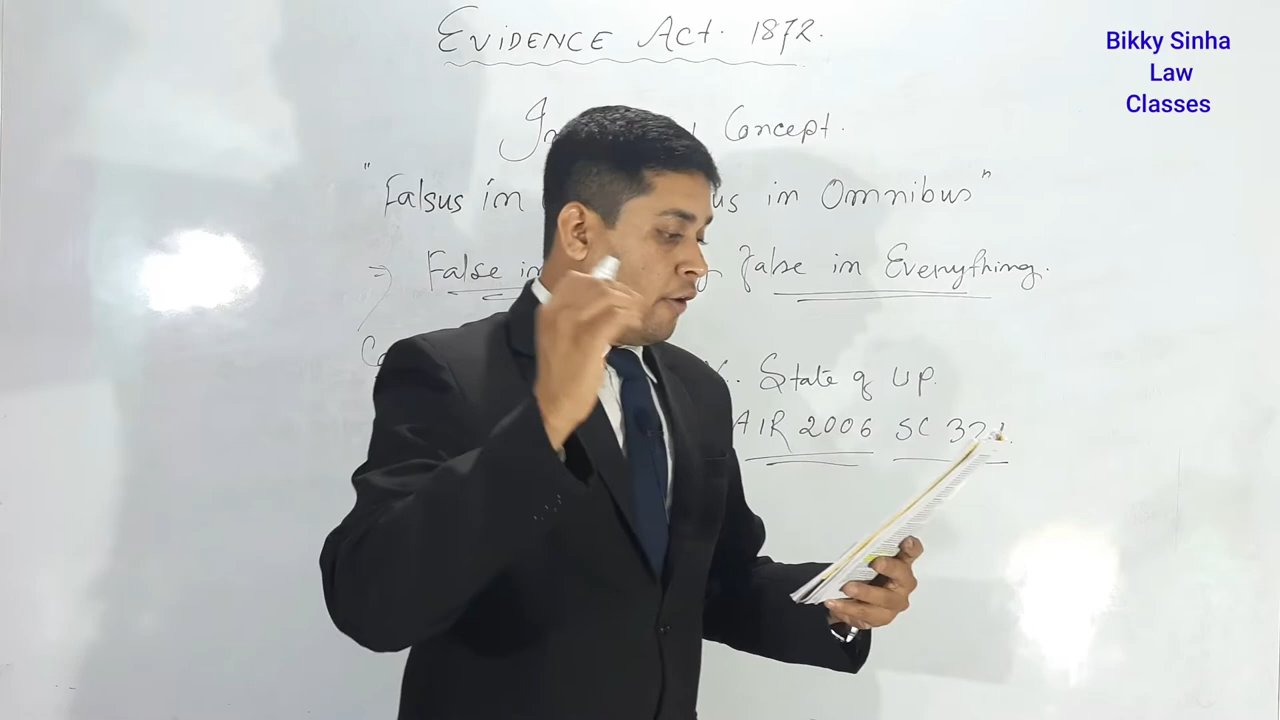 EVIDENCE ACT. 1872.
Bikky Sinha
Law
Classes
Concept.
"Falsus in in Omnibus"
⇒ False in False in Everything.
V. State of UP.
AIR 2006 SC